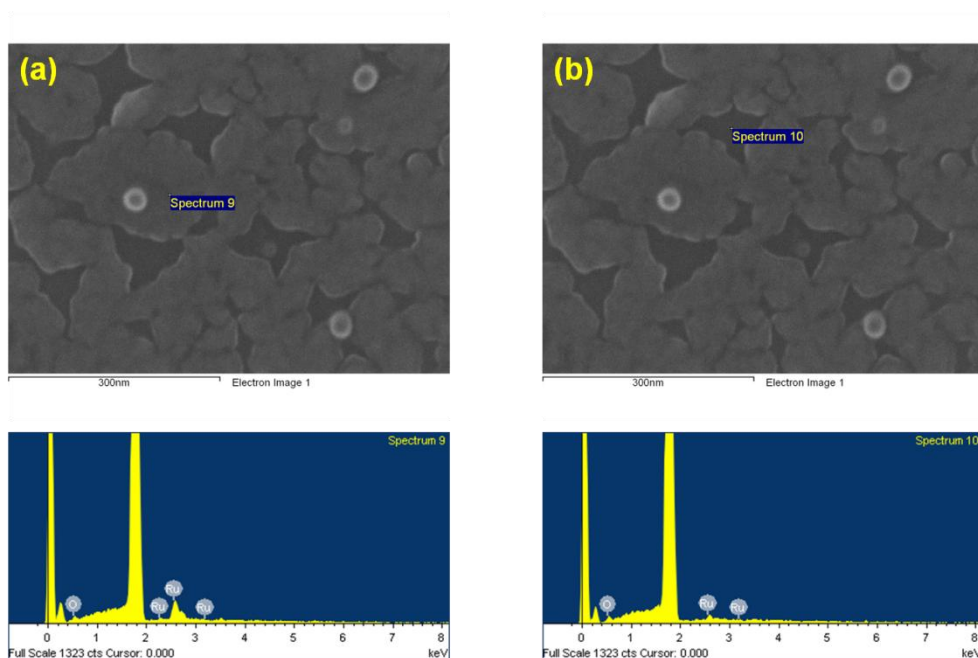 (a)
Spectrum 9
300nm Electron Image 1
(b)
Spectrum 10
300nm Electron Image 1
Spectrum 9
O Ru Ru Ru
0 1 2 3 4 5 6 7 8
Full Scale 1323 cts Cursor: 0.000 keV
Spectrum 10
O Ru Ru
0 1 2 3 4 5 6 7 8
Full Scale 1323 cts Cursor: 0.000 keV